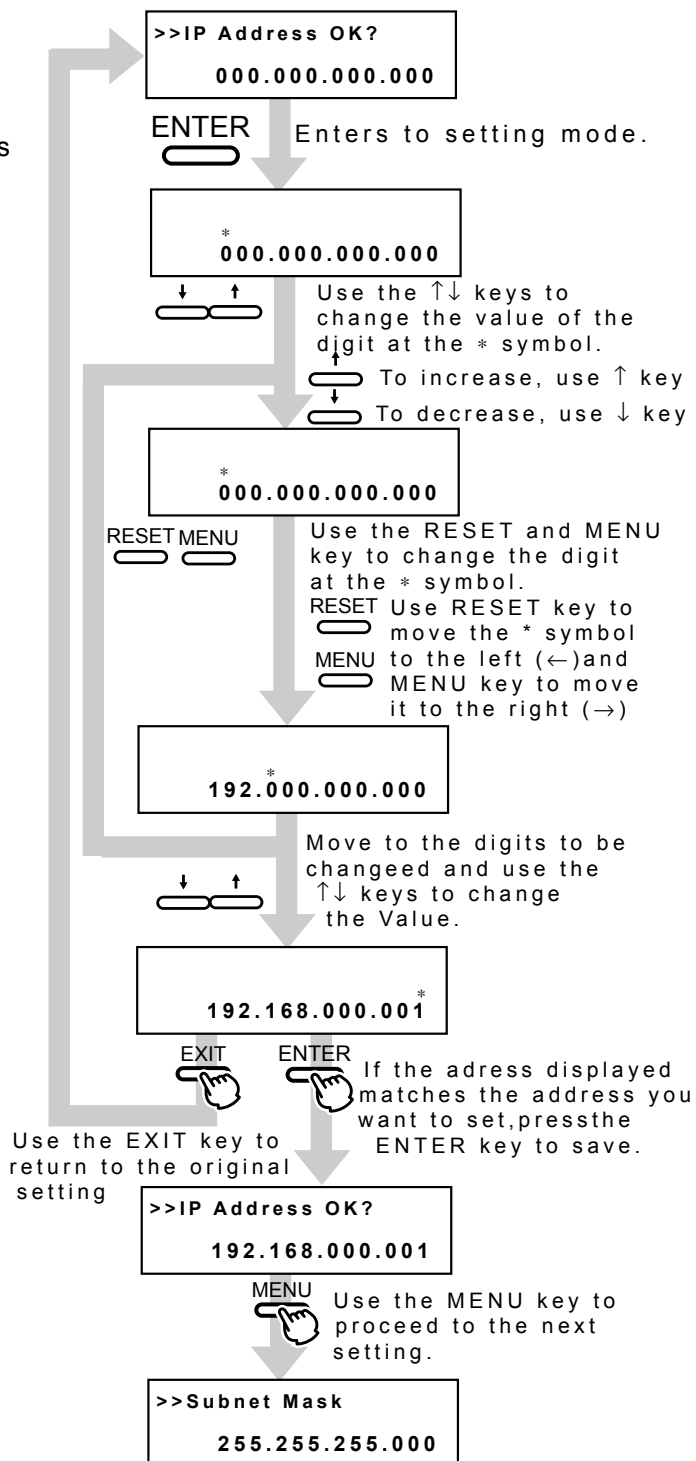 >>IP Address OK?
000.000.000.000
s
ENTER
Enters to setting mode.
*
000.000.000.000
↓ ↑
Use the ↑↓ keys to
change the value of the
digit at the * symbol.
↑
To increase, use ↑ key
↓
To decrease, use ↓ key
*
000.000.000.000
RESET MENU
Use the RESET and MENU
key to change the digit
at the * symbol.
RESET Use RESET key to
move the * symbol
MENU to the left (←)and
MENU key to move
it to the right (→)
*
192.000.000.000
Move to the digits to be
changeed and use the
↑↓ keys to change
the Value.
↓ ↑
*
192.168.000.001
EXIT
ENTER
If the adress displayed
matches the address you
want to set,pressthe
ENTER key to save.
Use the EXIT key to
return to the original
setting
>>IP Address OK?
192.168.000.001
MENU
Use the MENU key to
proceed to the next
setting.
>>Subnet Mask
255.255.255.000